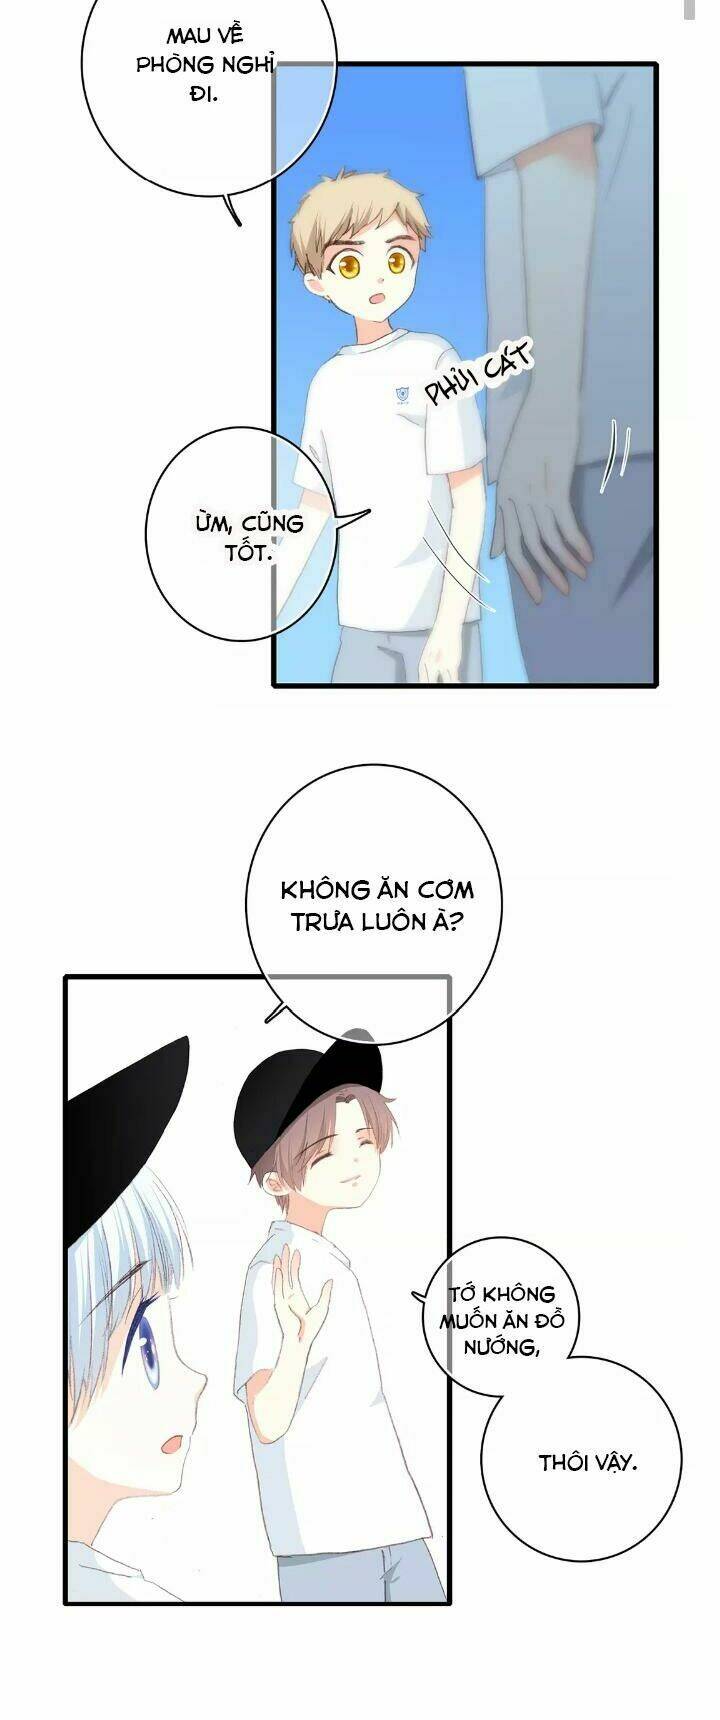 MAU VỀ
PHÒNG NGHỈ
ĐI.
PHỦI CÁT
ỪM, CŨNG
TỐT.
KHÔNG ĂN CƠM
TRƯA LUÔN À?
TỚ KHÔNG
MUỐN ĂN ĐỒ
NƯỚNG,
THÔI VẬY.